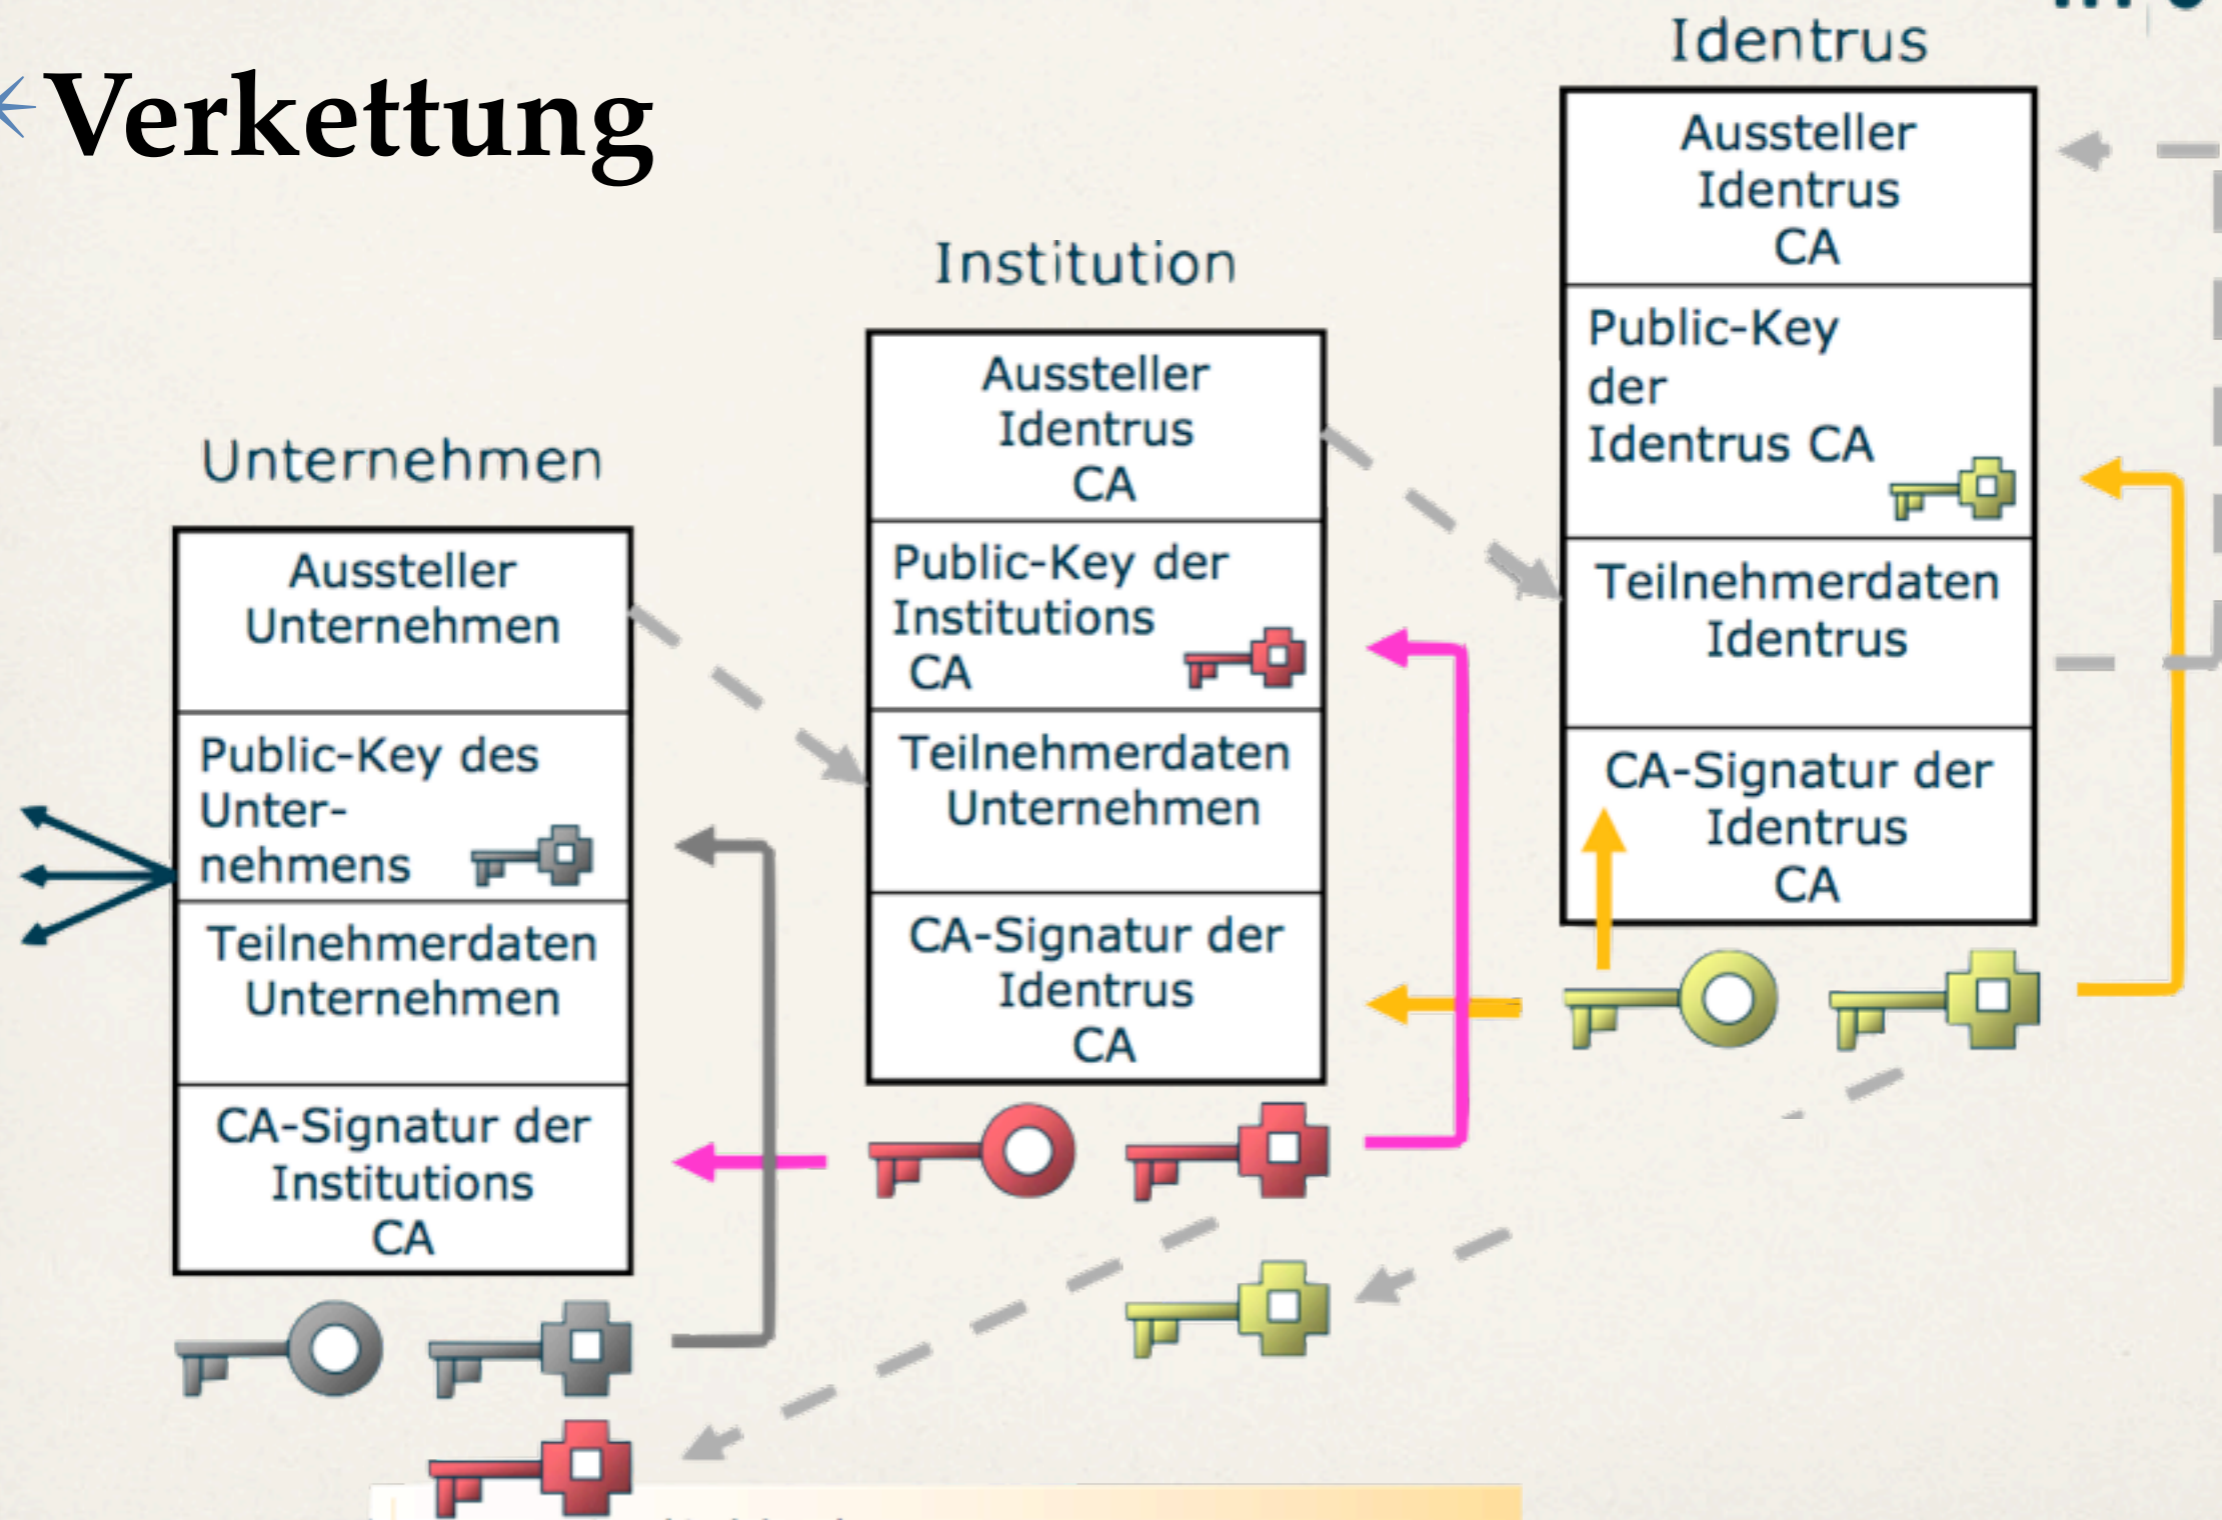 Verkettung
Unternehmen
Aussteller
Unternehmen
Public-Key des
Unter-
nehmens
Teilnehmerdaten
Unternehmen
CA-Signatur der
Institutions
CA
Institution
Aussteller
Identrus
CA
Public-Key der
Institutions
CA
Teilnehmerdaten
Unternehmen
CA-Signatur der
Identrus
CA
Identrus
Aussteller
Identrus
CA
Public-Key
der
Identrus CA
Teilnehmerdaten
Identrus
CA-Signatur der
Identrus
CA